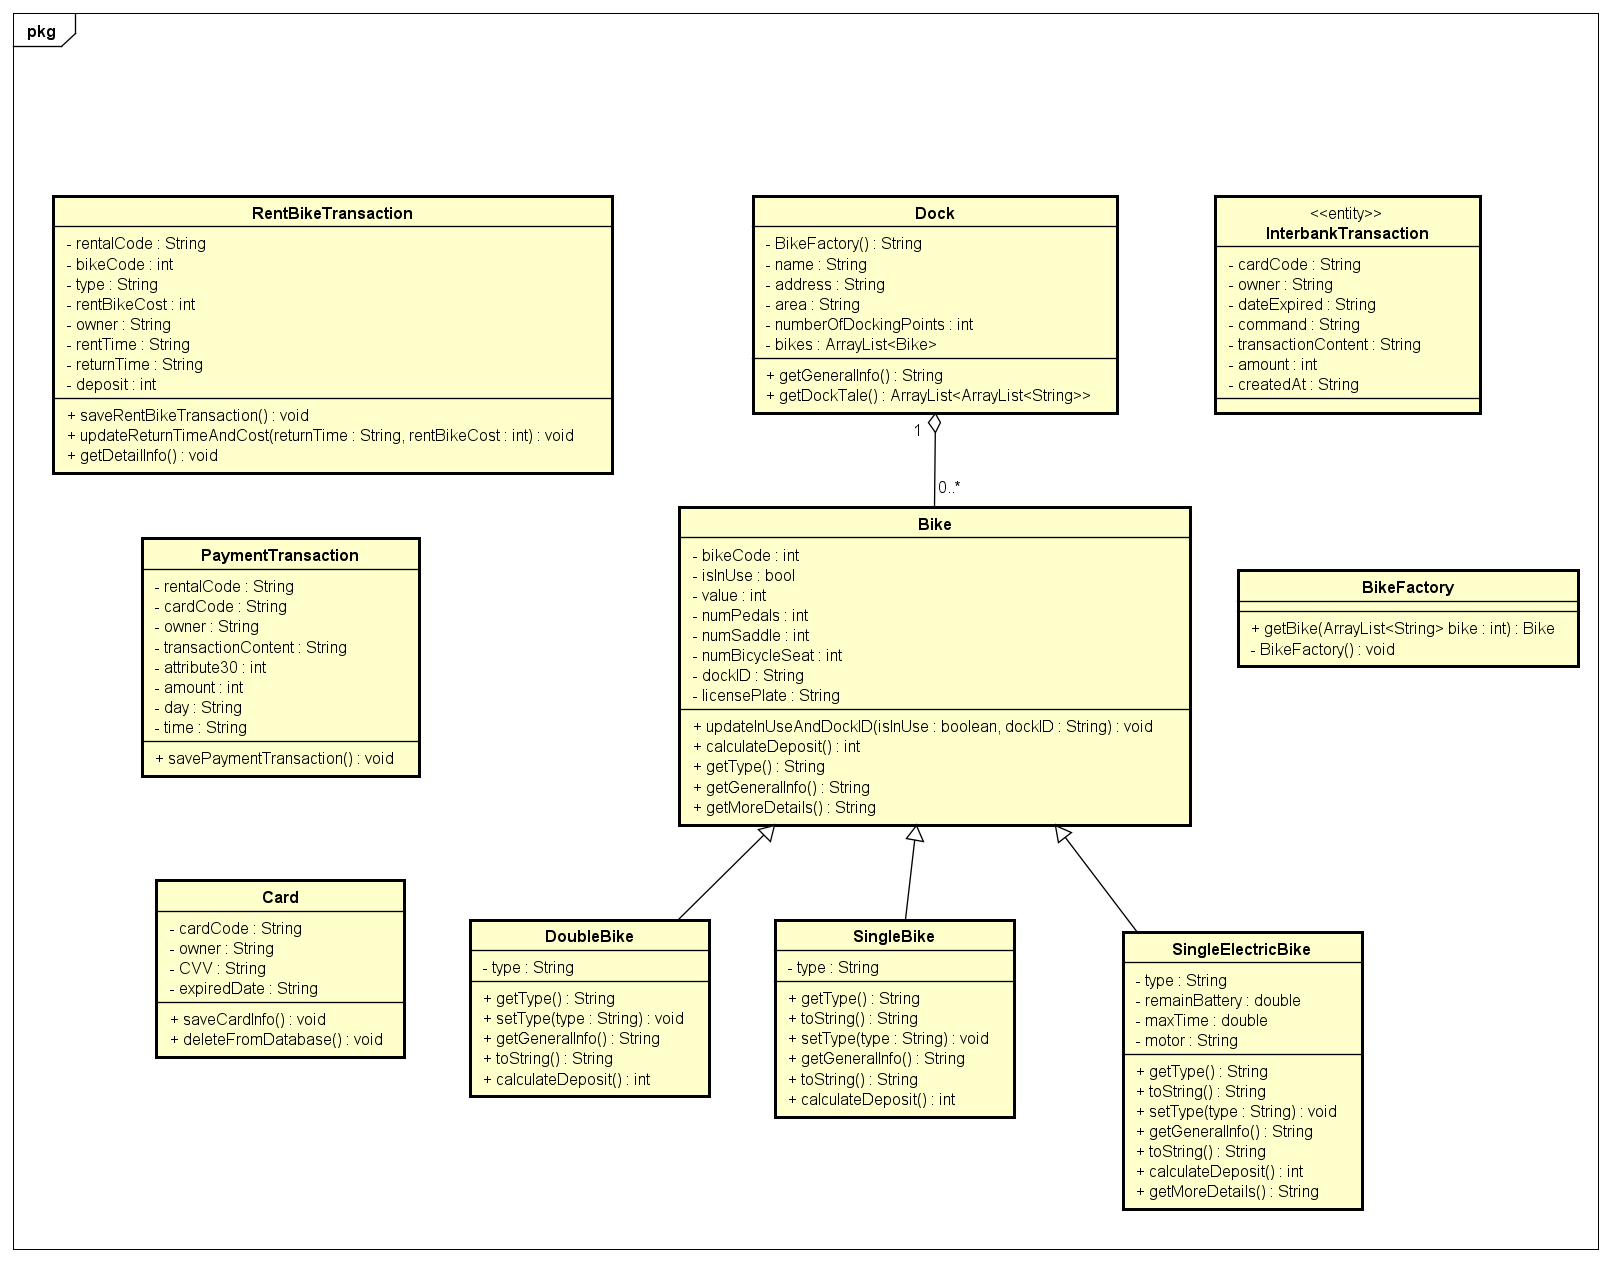 pkg
RentBikeTransaction
- rentalCode : String
- bikeCode : int
- type : String
- rentBikeCost : int
- owner : String
- rentTime : String
- returnTime : String
- deposit : int
+ saveRentBikeTransaction() : void
+ updateReturnTimeAndCost(returnTime : String, rentBikeCost : int) : void
+ getDetailInfo() : void
Dock
- BikeFactory() : String
- name : String
- address : String
- area : String
- numberOfDockingPoints : int
- bikes : ArrayList<Bike>
+ getGeneralInfo() : String
+ getDockTale() : ArrayList<ArrayList<String>>
<<entity>>
InterbankTransaction
- cardCode : String
- owner : String
- dateExpired : String
- command : String
- transactionContent : String
- amount : int
- createdAt : String
1
0..*
PaymentTransaction
- rentalCode : String
- cardCode : String
- owner : String
- transactionContent : String
- attribute30 : int
- amount : int
- day : String
- time : String
+ savePaymentTransaction() : void
Bike
- bikeCode : int
- isInUse : bool
- value : int
- numPedals : int
- numSaddle : int
- numBicycleSeat : int
- dockID : String
- licensePlate : String
+ updateInUseAndDockID(isInUse : boolean, dockID : String) : void
+ calculateDeposit() : int
+ getType() : String
+ getGeneralInfo() : String
+ getMoreDetails() : String
BikeFactory
+ getBike(ArrayList<String> bike : int) : Bike
- BikeFactory() : void
Card
- cardCode : String
- owner : String
- CVV : String
- expiredDate : String
+ saveCardInfo() : void
+ deleteFromDatabase() : void
DoubleBike
- type : String
+ getType() : String
+ setType(type : String) : void
+ getGeneralInfo() : String
+ toString() : String
+ calculateDeposit() : int
SingleBike
- type : String
+ getType() : String
+ toString() : String
+ setType(type : String) : void
+ getGeneralInfo() : String
+ toString() : String
+ calculateDeposit() : int
SingleElectricBike
- type : String
- remainBattery : double
- maxTime : double
- motor : String
+ getType() : String
+ toString() : String
+ setType(type : String) : void
+ getGeneralInfo() : String
+ toString() : String
+ calculateDeposit() : int
+ getMoreDetails() : String